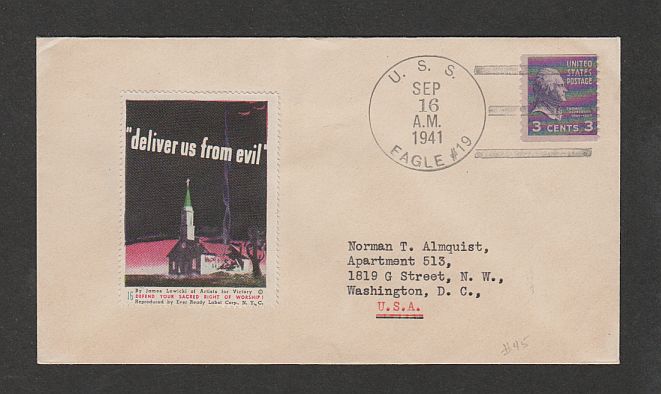 U. S. S.
SEP
16
A.M.
1941
EAGLE #19
UNITED
STATES
POSTAGE
3 CENTS 3
"deliver us from evil"
15
By James Lewicki of Artists for Victory ©
DEFEND YOUR SACRED RIGHT OF WORSHIP!
Reproduced by Ever Ready Label Corp. N. Y. C.
Norman T. Almquist,
Apartment 513,
1819 G Street, N. W.,
Washington, D. C.,
U.S.A.
#45